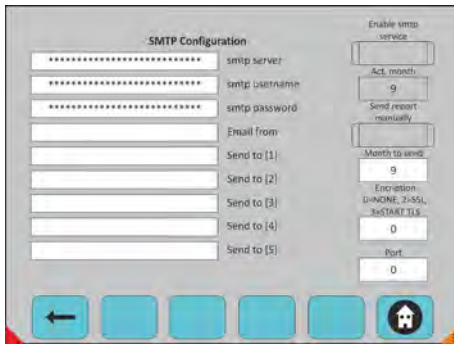 SMTP Configuration
**************************** smtp server
**************************** smtp username
**************************** smtp password
Email from
Send to [1]
Send to [2]
Send to [3]
Send to [4]
Send to [5]
Enable smtp
service
Act. month
9
Send report
manually
Month to send
9
Encription
0=NONE, 2=SSL,
3=START TLS
0
Port
0